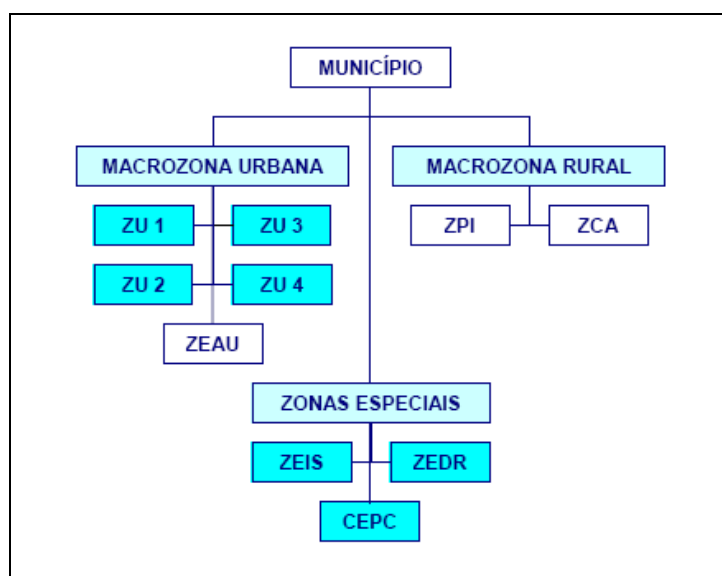 MUNICÍPIO
MACROZONA URBANA
MACROZONA RURAL
ZU 1
ZU 3
ZPI
ZCA
ZU 2
ZU 4
ZEAU
ZONAS ESPECIAIS
ZEIS
ZEDR
CEPC